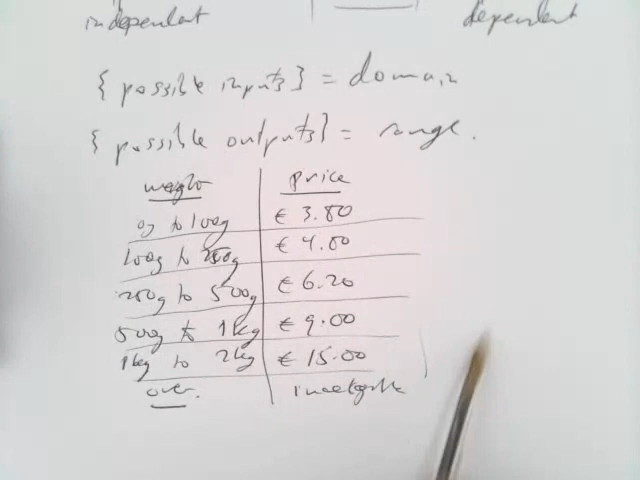 independent dependent
{possible inputs} = domain
{possible outputs} = range.
weight price
0g to 100g € 3.80
100g to 250g € 4.80
250g to 500g € 6.20
500g to 1kg € 9.00
1kg to 2kg € 15.00
over. ineligible